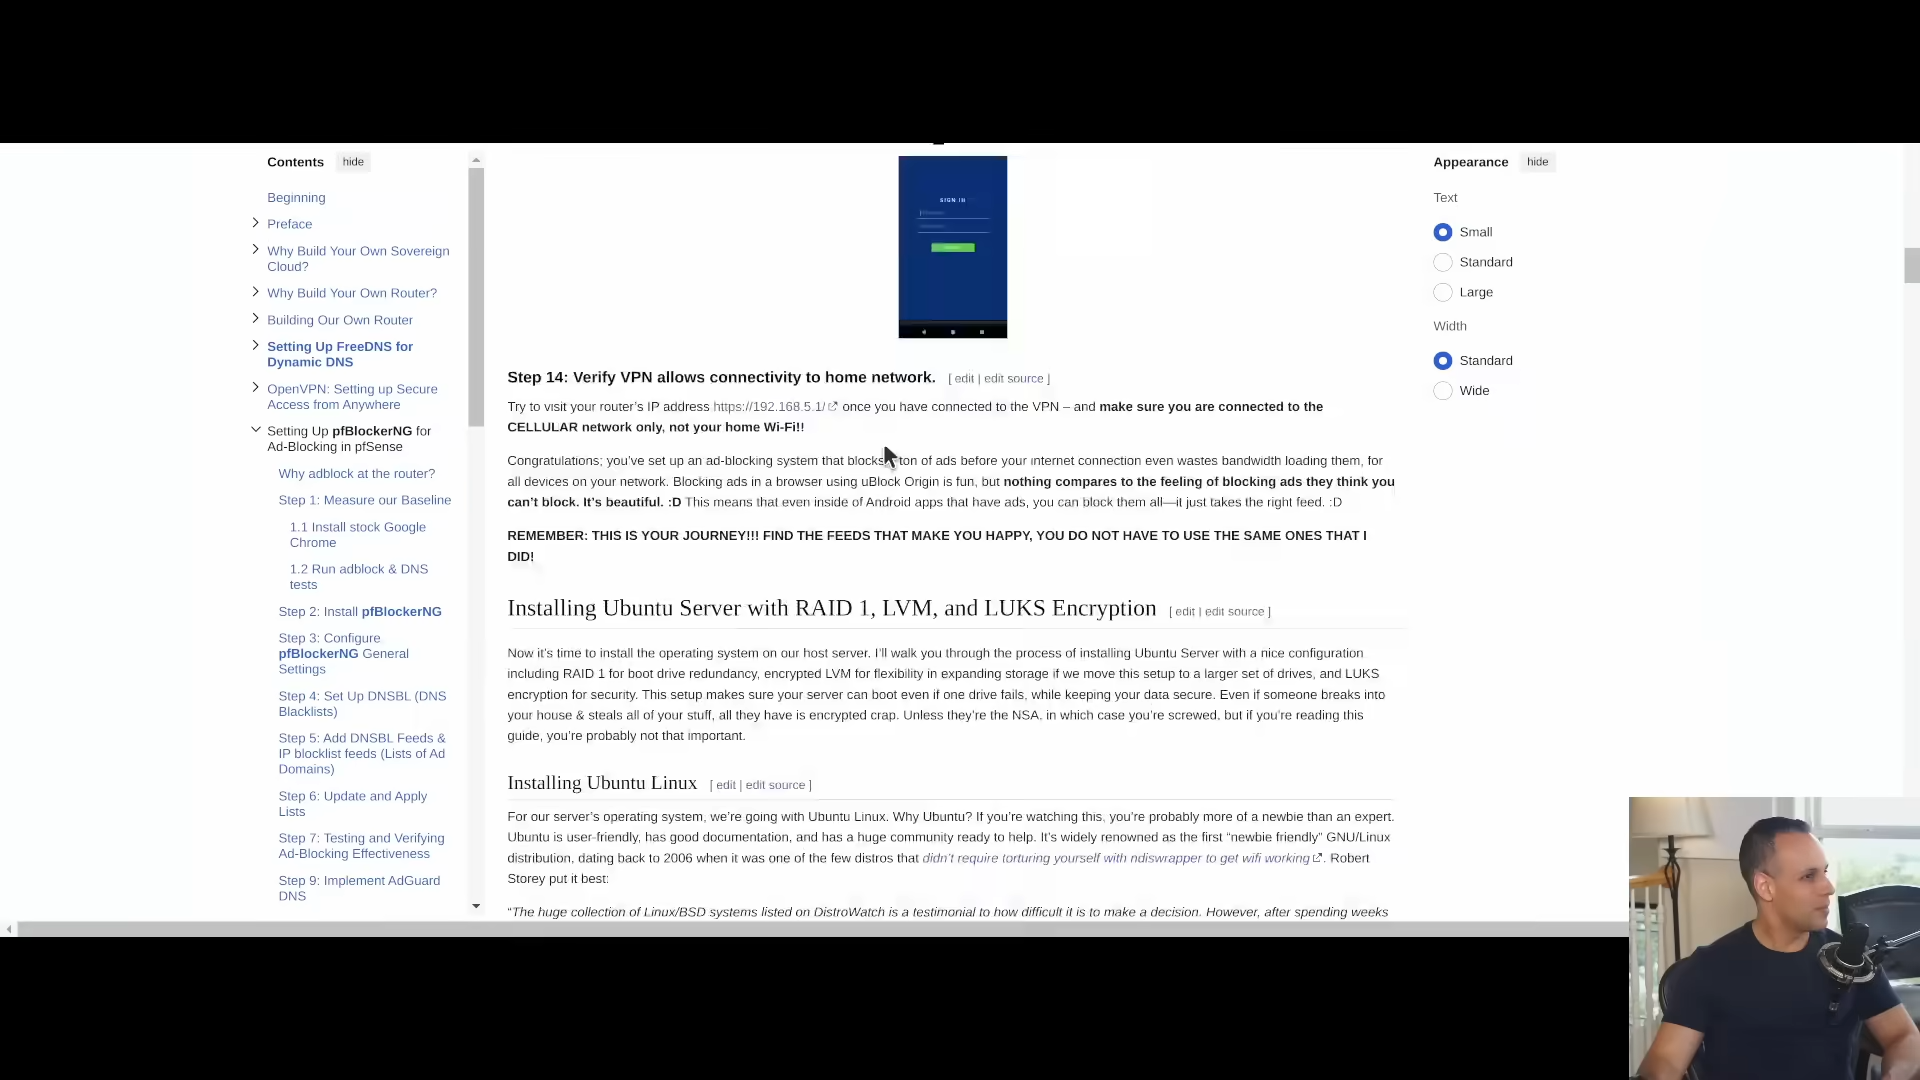 Contents hide
Beginning
Preface
Why Build Your Own Sovereign
Cloud?
Why Build Your Own Router?
Building Our Own Router
Setting Up FreeDNS for
Dynamic DNS
OpenVPN: Setting up Secure
Access from Anywhere
Setting Up pfBlockerNG for
Ad-Blocking in pfSense
Why adblock at the router?
Step 1: Measure our Baseline
1.1 Install stock Google
Chrome
1.2 Run adblock & DNS
tests
Step 2: Install pfBlockerNG
Step 3: Configure
pfBlockerNG General
Settings
Step 4: Set Up DNSBL (DNS
Blacklists)
Step 5: Add DNSBL Feeds &
IP blocklist feeds (Lists of Ad
Domains)
Step 6: Update and Apply
Lists
Step 7: Testing and Verifying
Ad-Blocking Effectiveness
Step 9: Implement AdGuard
DNS
SIGN IN
Step 14: Verify VPN allows connectivity to home network. [ edit | edit source ]
Try to visit your router's IP address https://192.168.5.1/ once you have connected to the VPN – and make sure you are connected to the
CELLULAR network only, not your home Wi-Fi!!
Congratulations; you've set up an ad-blocking system that blocks ton of ads before your internet connection even wastes bandwidth loading them, for
all devices on your network. Blocking ads in a browser using uBlock Origin is fun, but nothing compares to the feeling of blocking ads they think you
can't block. It's beautiful. :D This means that even inside of Android apps that have ads, you can block them all—it just takes the right feed. :D
REMEMBER: THIS IS YOUR JOURNEY!!! FIND THE FEEDS THAT MAKE YOU HAPPY, YOU DO NOT HAVE TO USE THE SAME ONES THAT I
DID!
Installing Ubuntu Server with RAID 1, LVM, and LUKS Encryption [ edit | edit source ]
Now it's time to install the operating system on our host server. I'll walk you through the process of installing Ubuntu Server with a nice configuration
including RAID 1 for boot drive redundancy, encrypted LVM for flexibility in expanding storage if we move this setup to a larger set of drives, and LUKS
encryption for security. This setup makes sure your server can boot even if one drive fails, while keeping your data secure. Even if someone breaks into
your house & steals all of your stuff, all they have is encrypted crap. Unless they're the NSA, in which case you're screwed, but if you're reading this
guide, you're probably not that important.
Installing Ubuntu Linux [ edit | edit source ]
For our server's operating system, we're going with Ubuntu Linux. Why Ubuntu? If you're watching this, you're probably more of a newbie than an expert.
Ubuntu is user-friendly, has good documentation, and has a huge community ready to help. It's widely renowned as the first "newbie friendly" GNU/Linux
distribution, dating back to 2006 when it was one of the few distros that didn't require torturing yourself with ndiswrapper to get wifi working. Robert
Storey put it best:
"The huge collection of Linux/BSD systems listed on DistroWatch is a testimonial to how difficult it is to make a decision. However, after spending weeks
Appearance hide
Text
Small
Standard
Large
Width
Standard
Wide